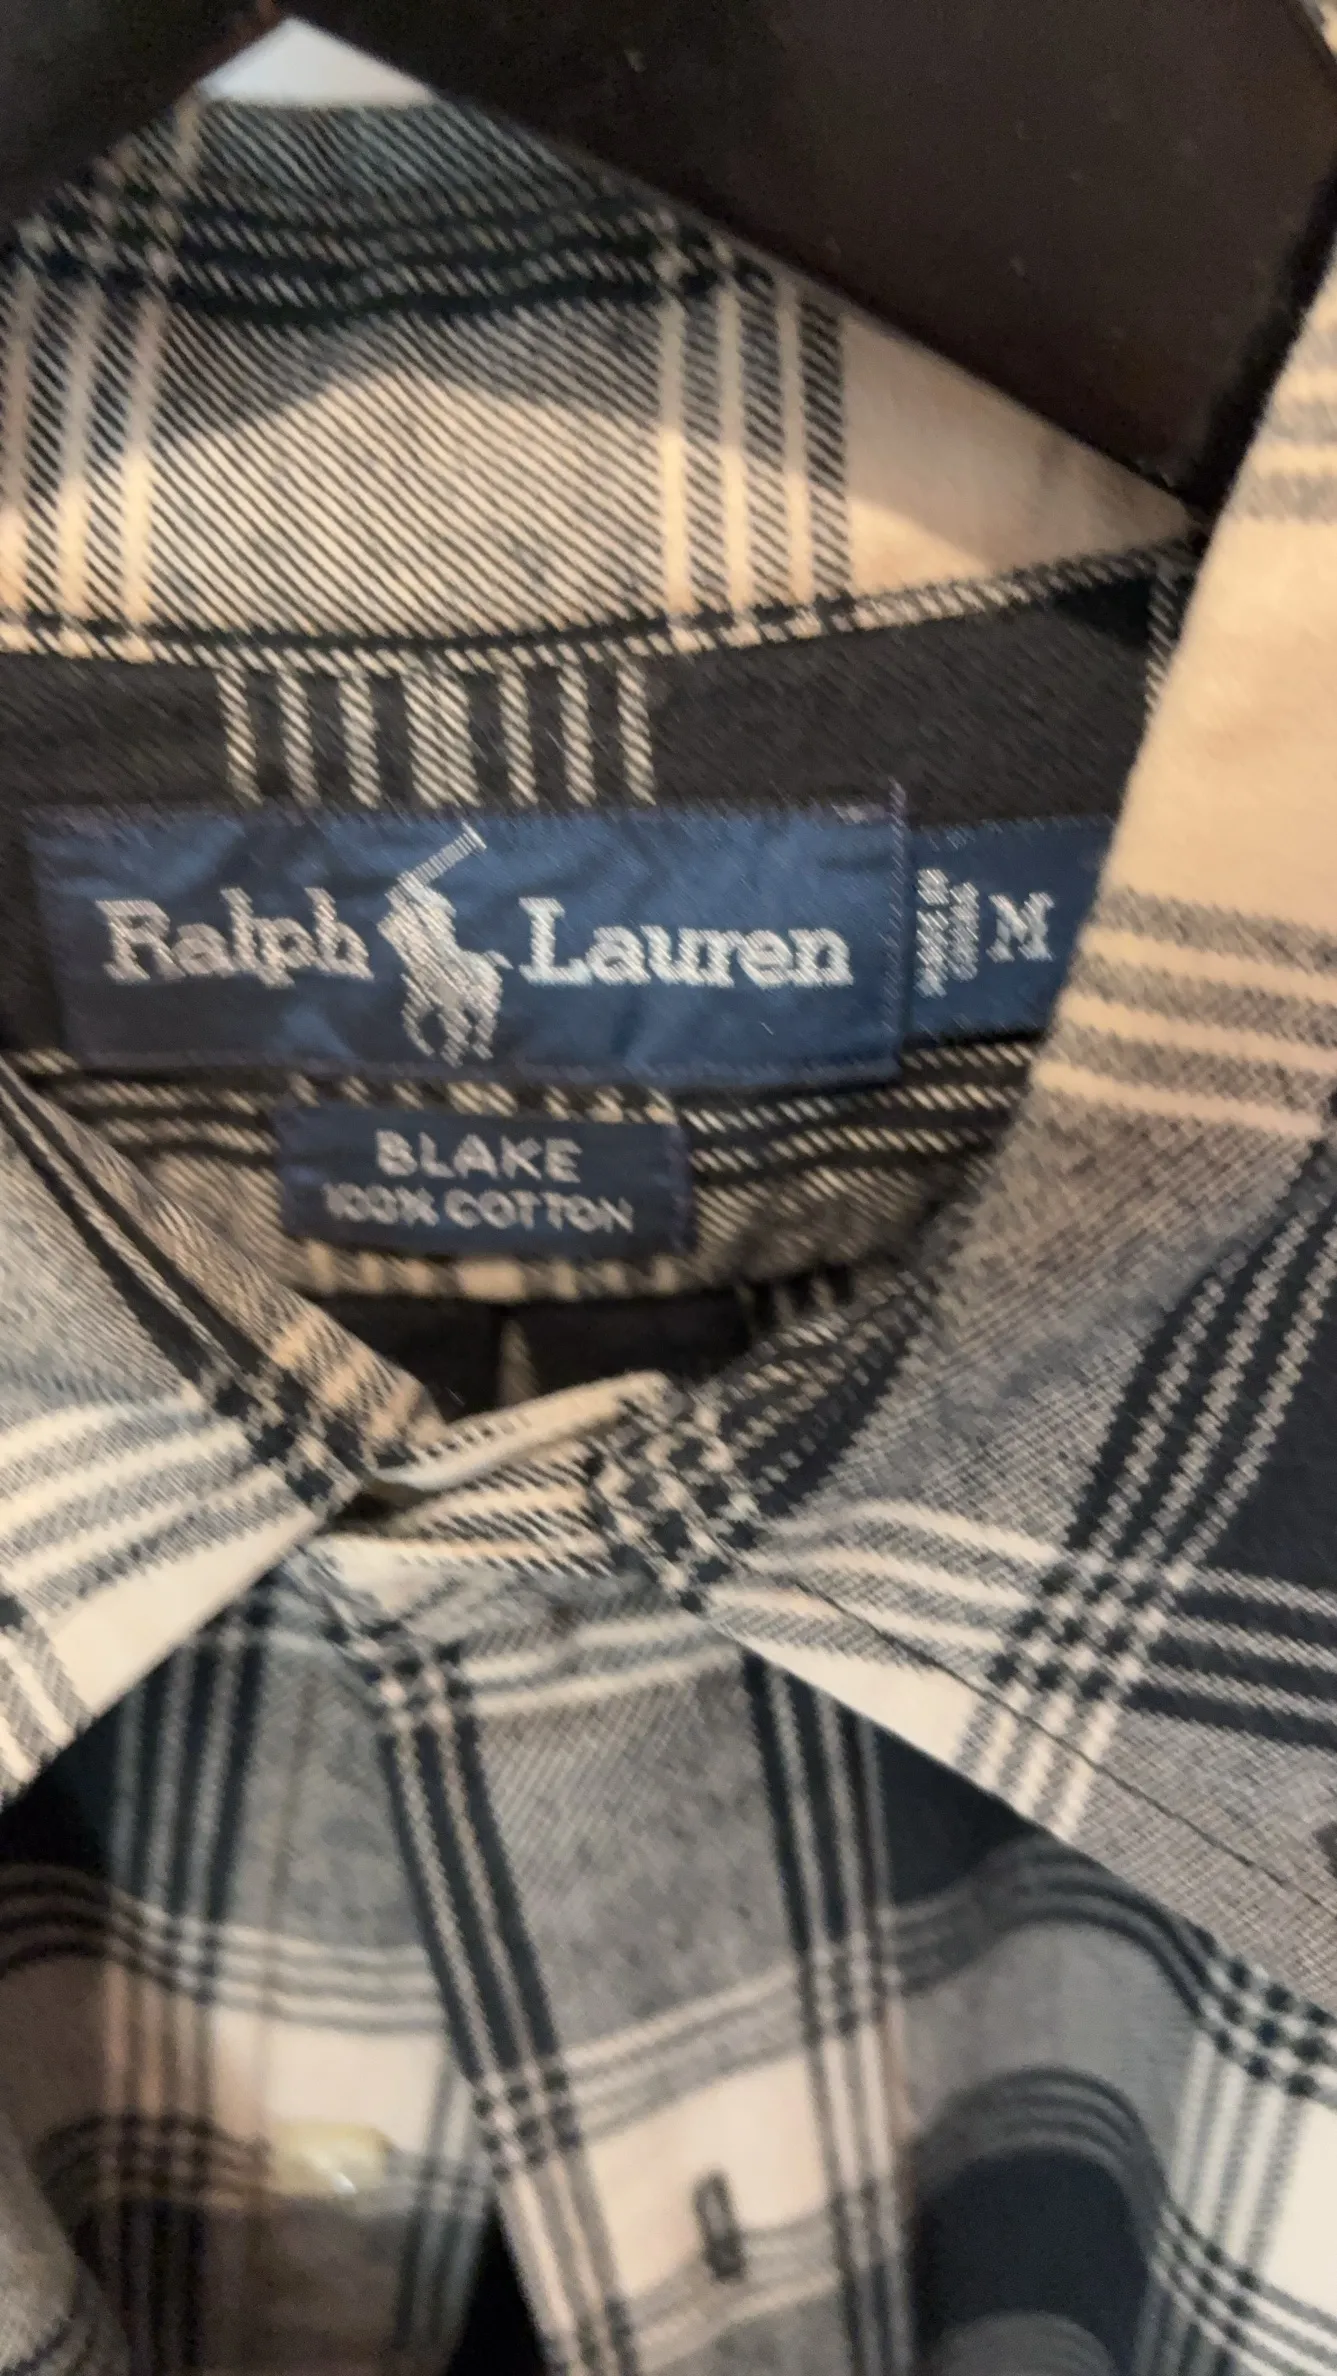 Ralph Lauren
M
BLAKE
100% COTTON